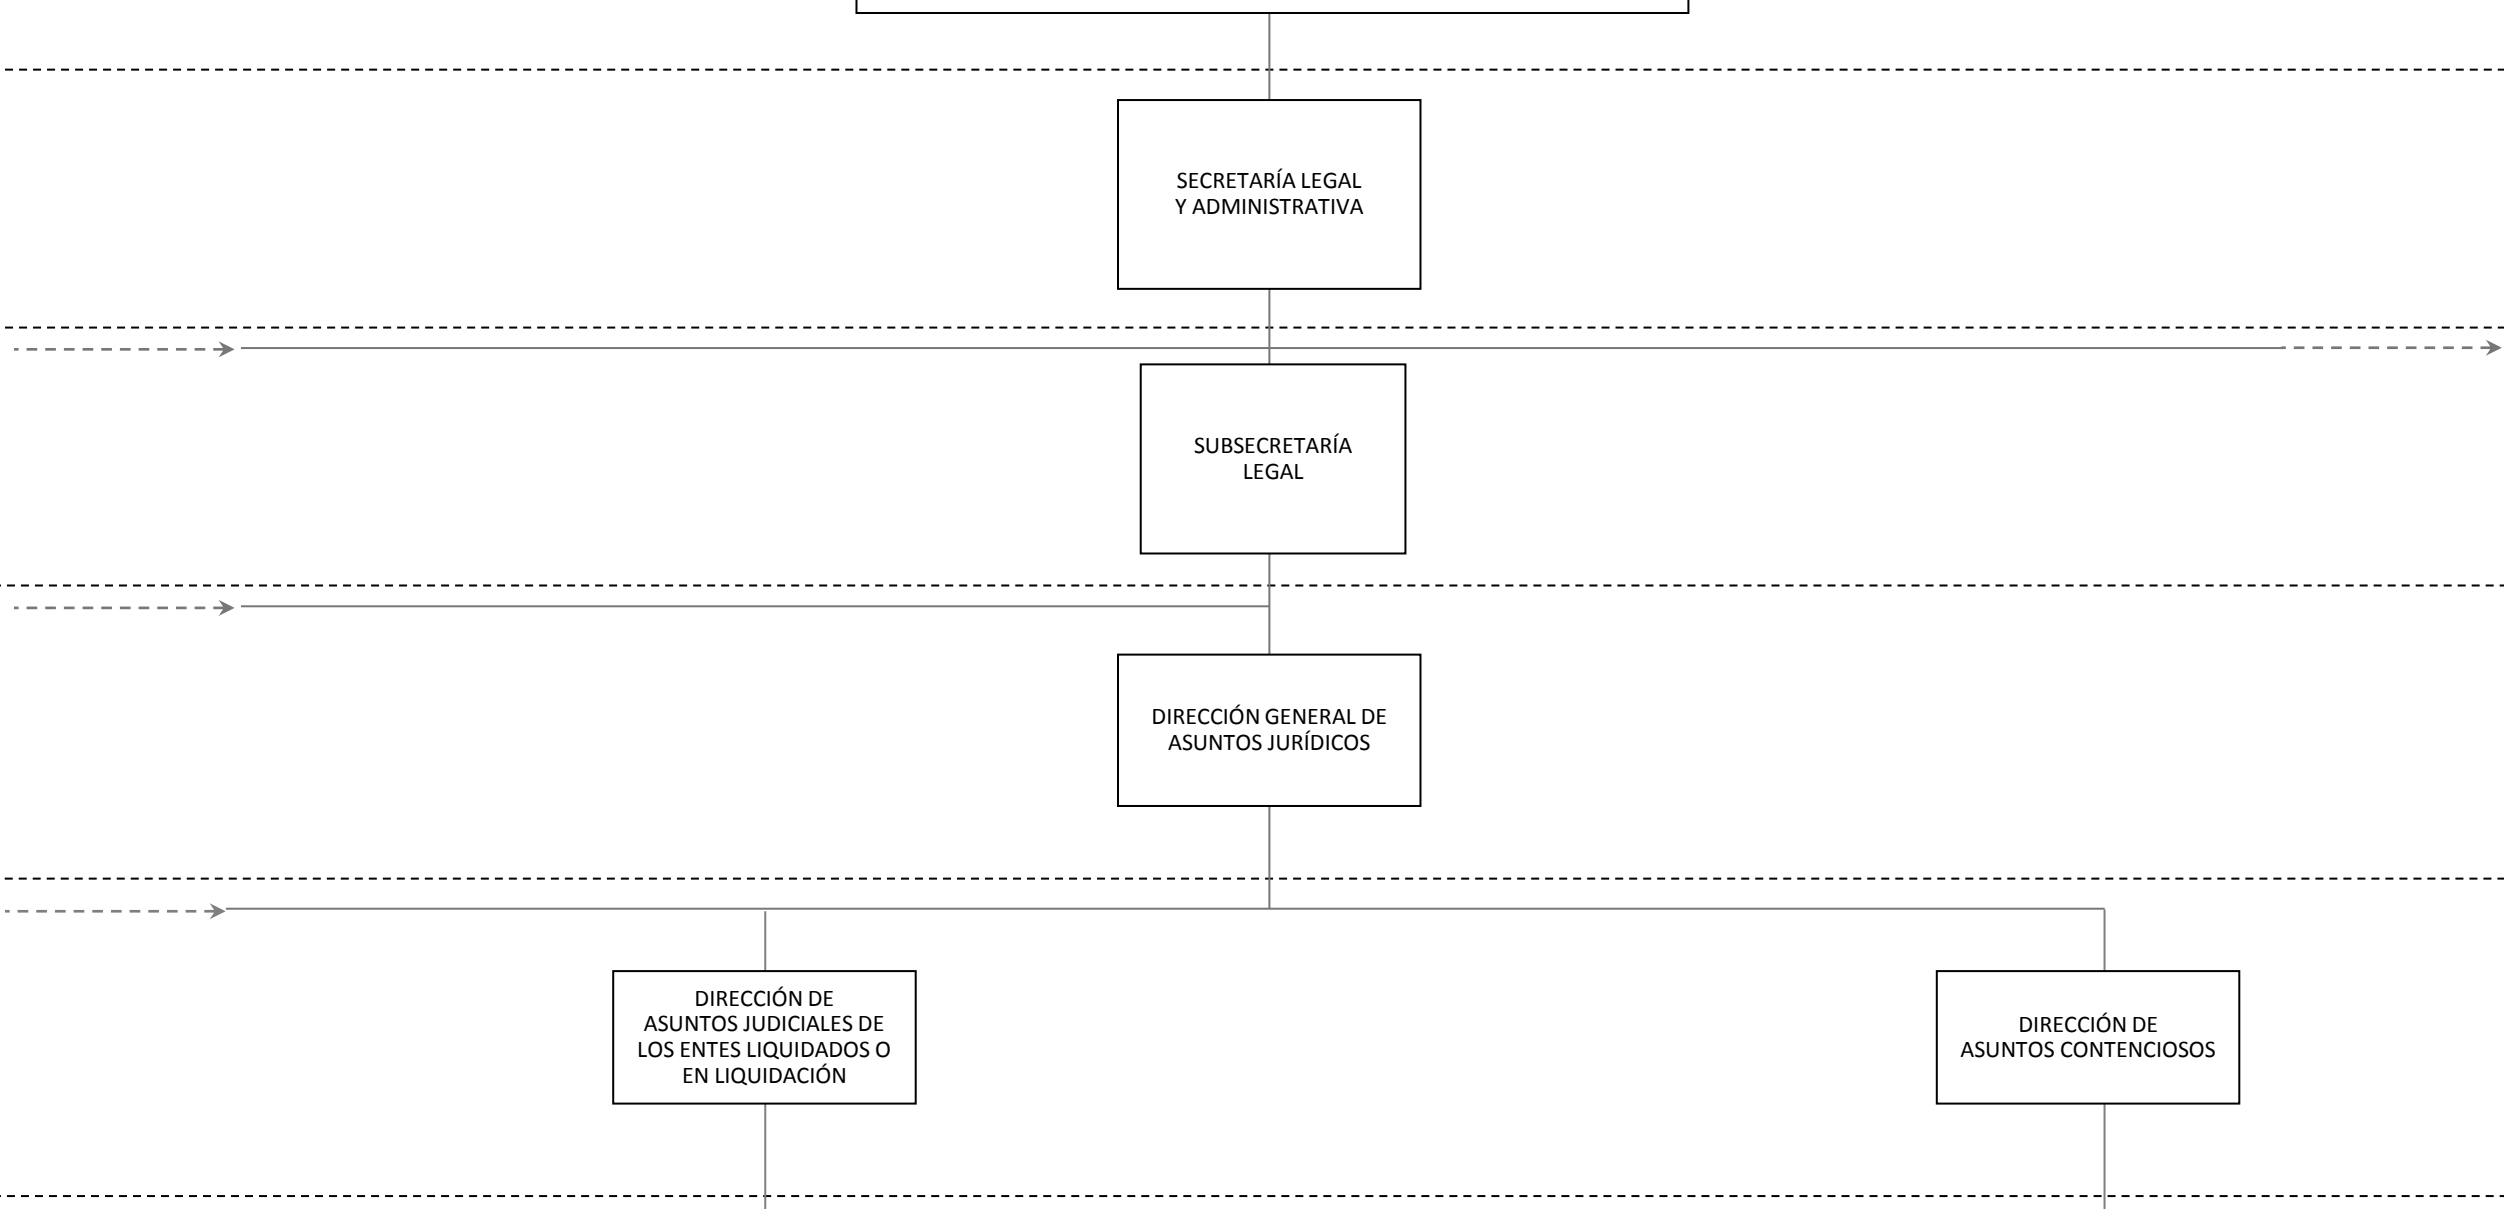 SECRETARÍA LEGAL
Y ADMINISTRATIVA
SUBSECRETARÍA
LEGAL
DIRECCIÓN GENERAL DE
ASUNTOS JURÍDICOS
DIRECCIÓN DE
ASUNTOS JUDICIALES DE
LOS ENTES LIQUIDADOS O
EN LIQUIDACIÓN
DIRECCIÓN DE
ASUNTOS CONTENCIOSOS